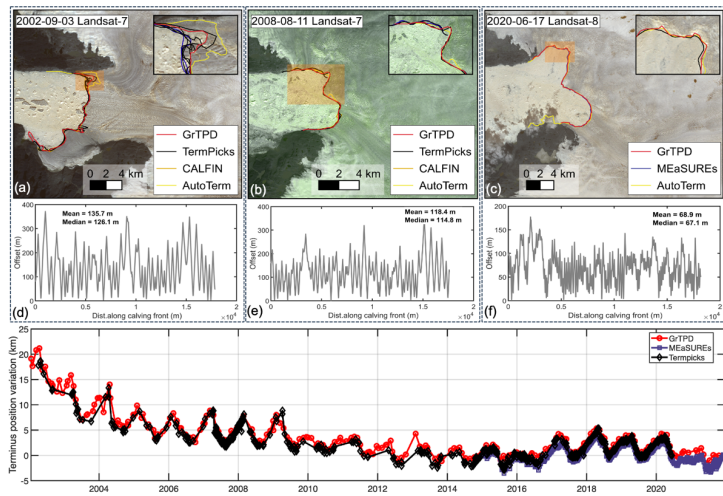 2002-09-03 Landsat-7
GrTPD
TermPicks
CALFIN
AutoTerm
0 2 4 km
(a)
2008-08-11 Landsat-7
GrTPD
TermPicks
CALFIN
AutoTerm
0 2 4 km
(b)
2020-06-17 Landsat-8
GrTPD
MEaSUREs
AutoTerm
0 2 4 km
(c)
Mean = 135.7 m
Median = 126.1 m
Offset (m)
400
300
200
100
0
0 0.5 1 1.5 2
×10⁴
Dist.along calving front (m)
(d)
Mean = 118.4 m
Median = 114.8 m
Offset (m)
400
300
200
100
0
0 0.5 1 1.5 2
×10⁴
Dist.along calving front (m)
(e)
Mean = 68.9 m
Median = 67.1 m
Offset (m)
200
150
100
50
0
0 0.5 1 1.5 2
×10⁴
Dist.along calving front (m)
(f)
GrTPD
MEaSUREs
Termpicks
Terminus position variation (km)
25
20
15
10
5
0
-5
2004 2006 2008 2010 2012 2014 2016 2018 2020